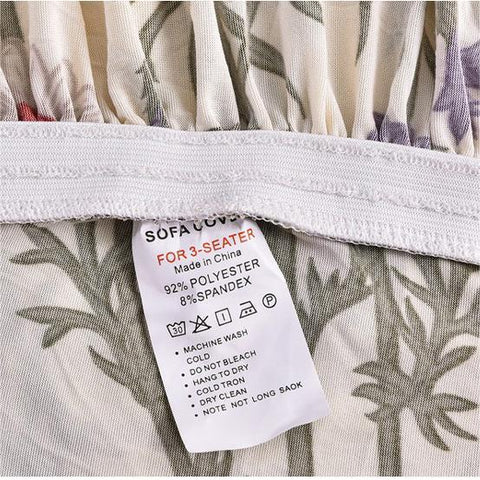 SOFA COVER
FOR 3-SEATER
Made in China
92% POLYESTER
8%SPANDEX
30 P
• MACHINE WASH
COLD
• DO NOT BLEACH
• HANG TO DRY
• COLD TRON
• DRY CLEAN
• NOTE NOT LONG SAOK